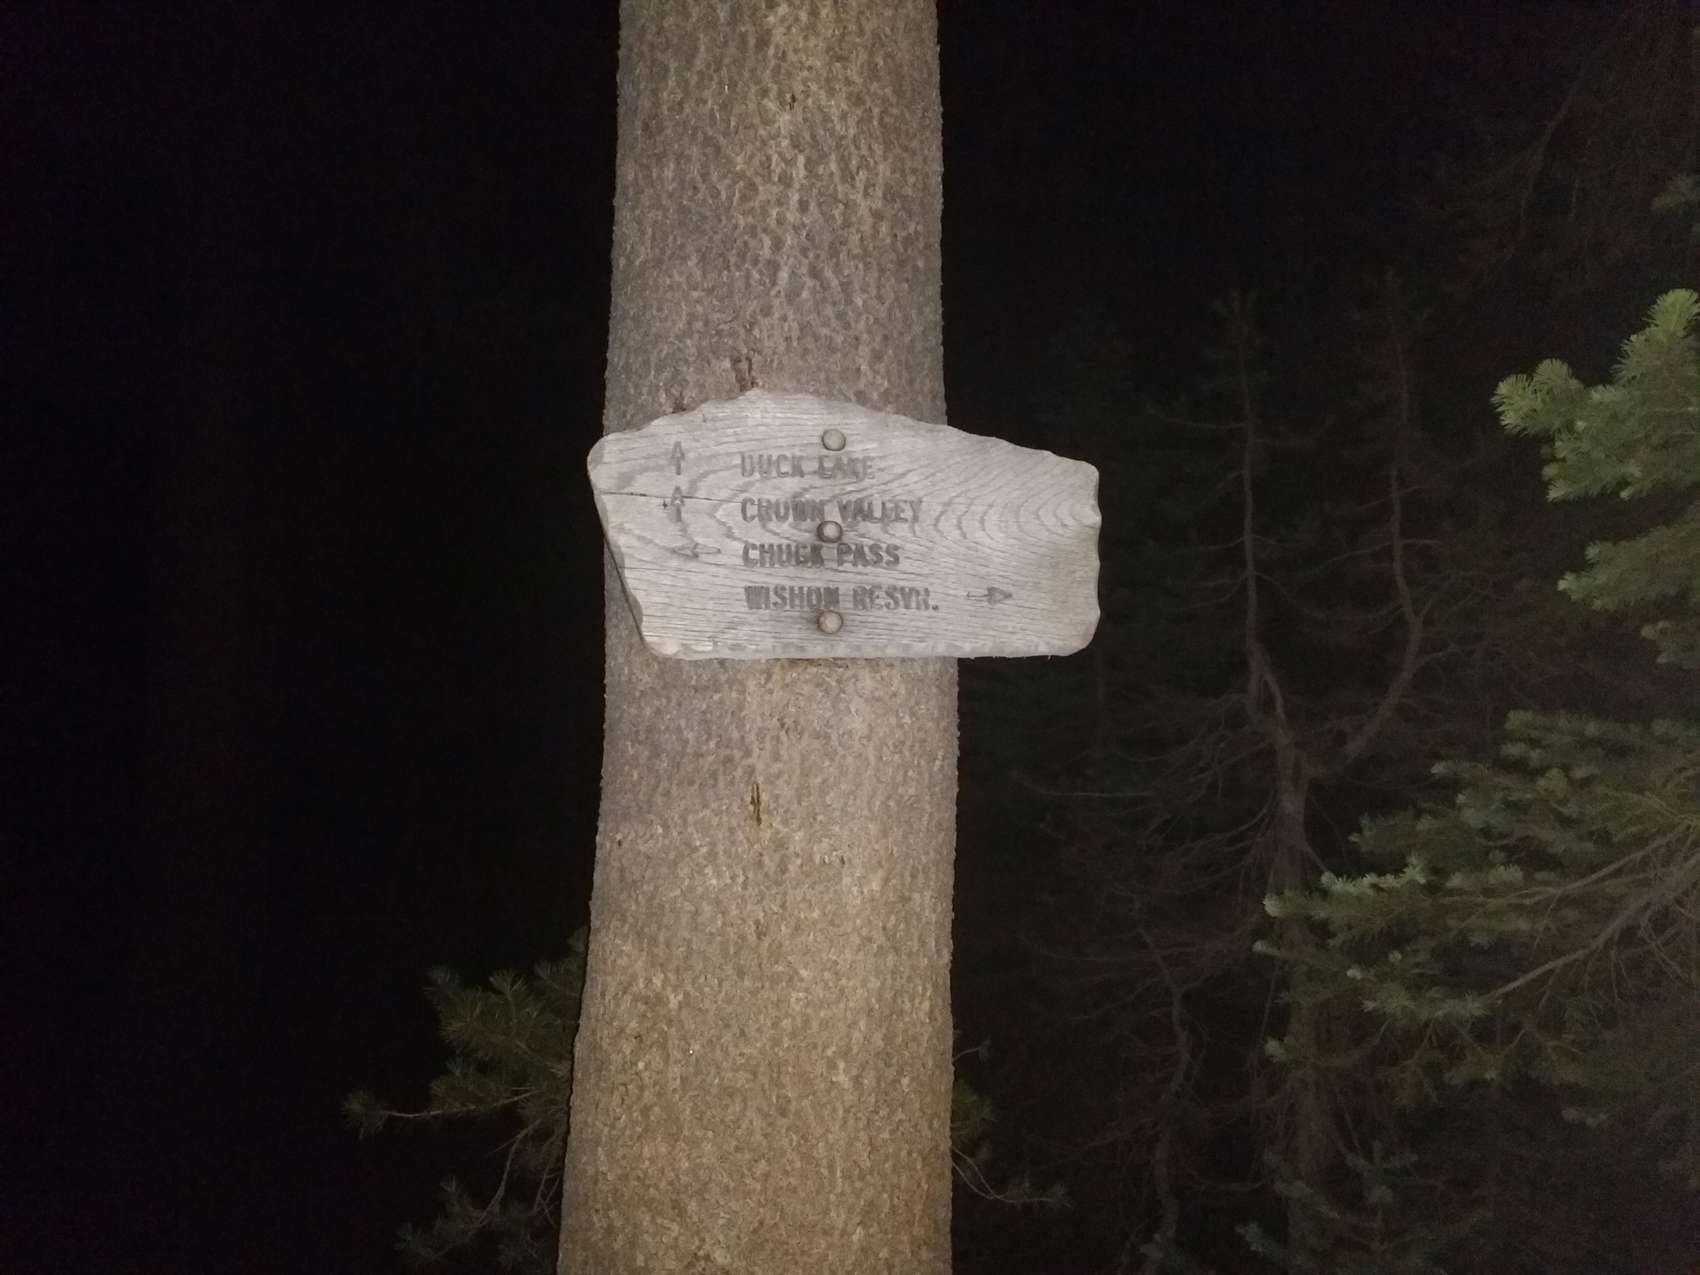 ↑ DUCK LAKE
↑ CROWN VALLEY
← CHUCK PASS
WISHON RESVR. →